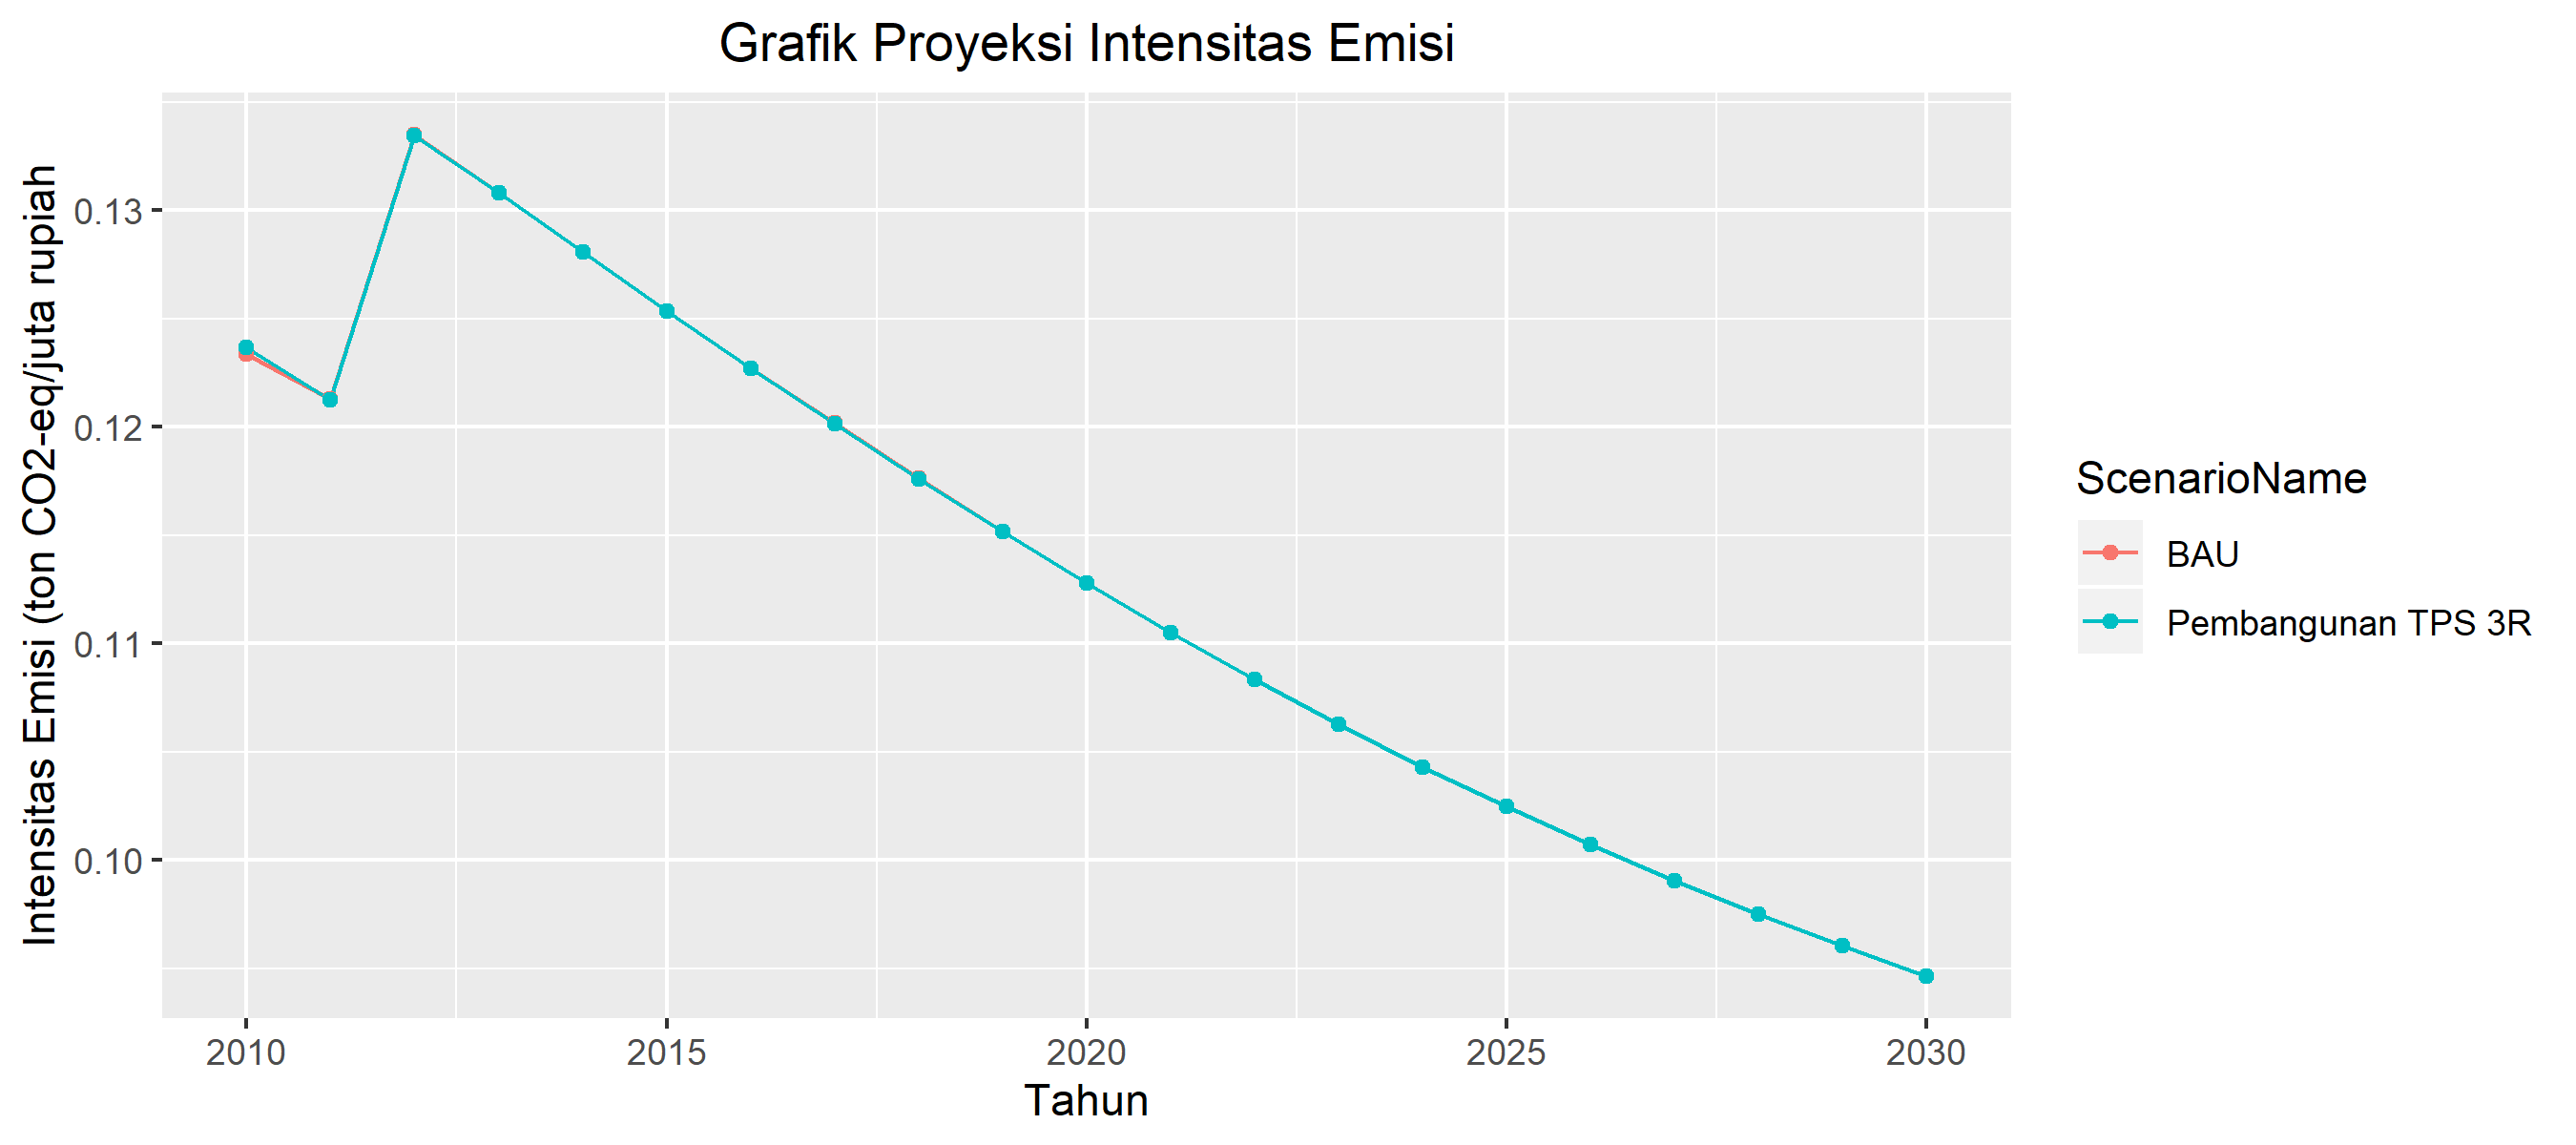 Grafik Proyeksi Intensitas Emisi
Intensitas Emisi (ton CO2-eq/juta rupiah
0.13
0.12
0.11
0.10
2010
2015
2020
2025
2030
Tahun
ScenarioName
BAU
Pembangunan TPS 3R